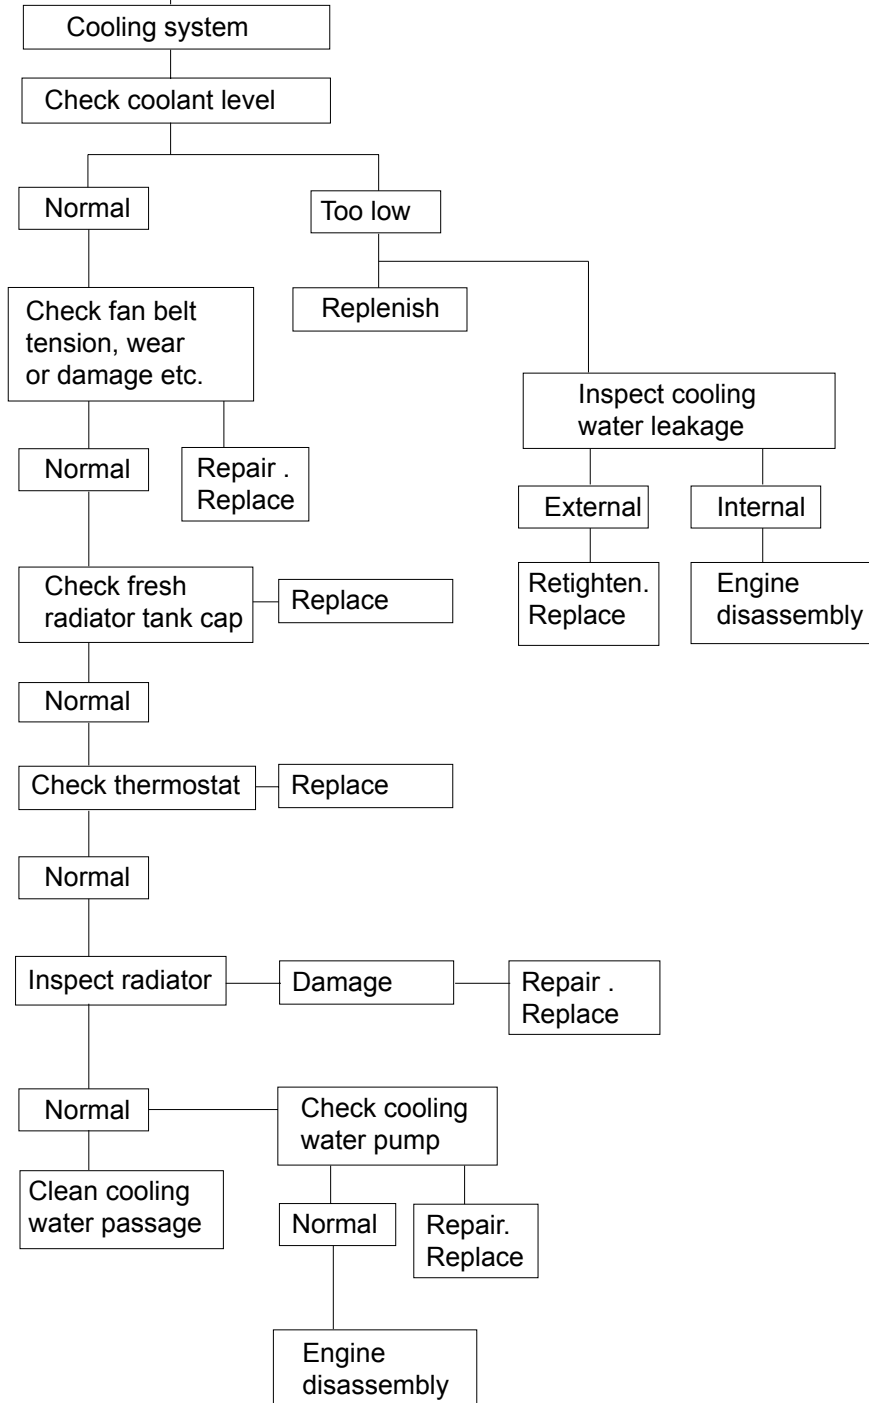 Cooling system
Check coolant level
Normal
Too low
Check fan belt
tension, wear
or damage etc.
Replenish
Inspect cooling
water leakage
Normal
Repair .
Replace
External
Internal
Retighten.
Replace
Engine
disassembly
Check fresh
radiator tank cap
Replace
Normal
Check thermostat
Replace
Normal
Inspect radiator
Damage
Repair .
Replace
Normal
Check cooling
water pump
Clean cooling
water passage
Normal
Repair.
Replace
Engine
disassembly